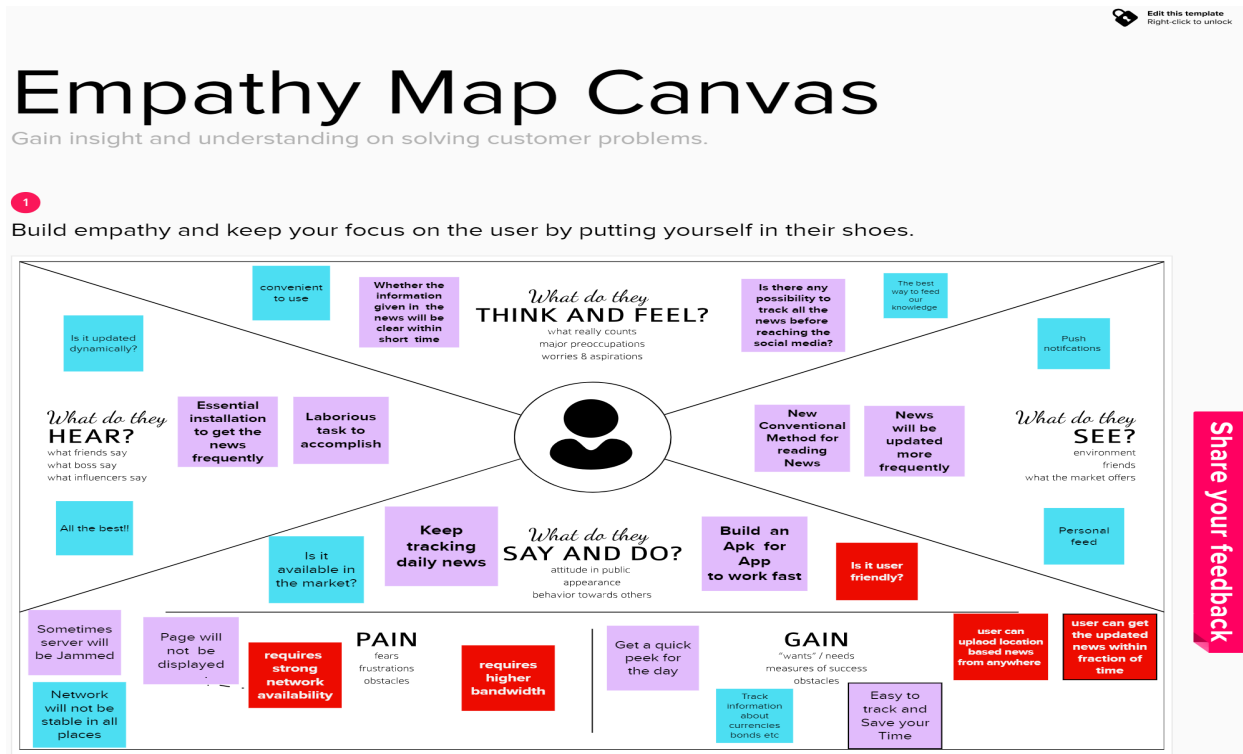 Edit this template
Right-click to unlock
Empathy Map Canvas
Gain insight and understanding on solving customer problems.
1
Build empathy and keep your focus on the user by putting yourself in their shoes.
convenient
to use
Whether the
information
given in the
news will be
clear within
short time
What do they
THINK AND FEEL?
what really counts
major preoccupations
worries & aspirations
Is there any
possibility to
track all the
news before
reaching the
social media?
The best
way to feed
our
knowledge
Is it updated
dynamically?
Push
notifcations
What do they
HEAR?
what friends say
what boss say
what influencers say
Essential
installation
to get the
news
frequently
Laborious
task to
accomplish
New
Conventional
Method for
reading
News
News
will be
updated
more
frequently
What do they
SEE?
environment
friends
what the market offers
All the best!!
Is it
available in
the market?
Keep
tracking
daily news
What do they
SAY AND DO?
attitude in public
appearance
behavior towards others
Build an
Apk for
App
to work fast
Is it user
friendly?
Personal
feed
Sometimes
server will
be Jammed
Page will
not be
displayed
requires
strong
network
availability
PAIN
fears
frustrations
obstacles
requires
higher
bandwidth
Network
will not be
stable in all
places
Get a quick
peek for
the day
GAIN
"wants" / needs
measures of success
obstacles
Track
information
about
currencies
bonds etc
Easy to
track and
Save your
Time
user can
uplaod location
based news
from anywhere
user can get
the updated
news within
fraction of
time
Share your feedback